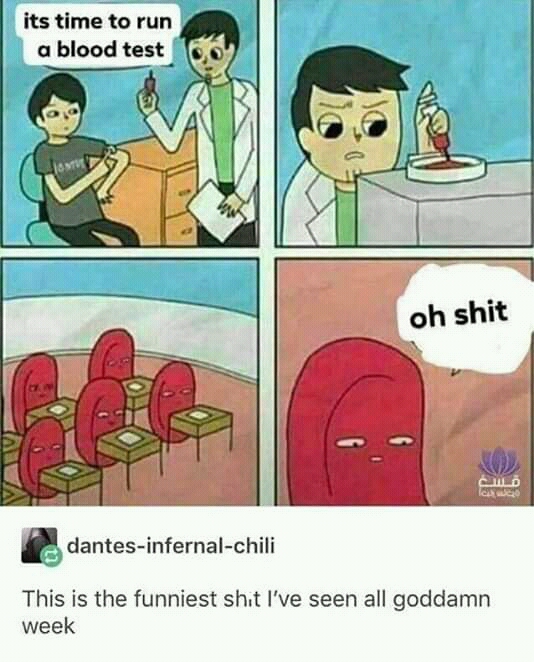 its time to run
a blood test
oh shit
dantes-infernal-chili
This is the funniest shit I've seen all goddamn
week